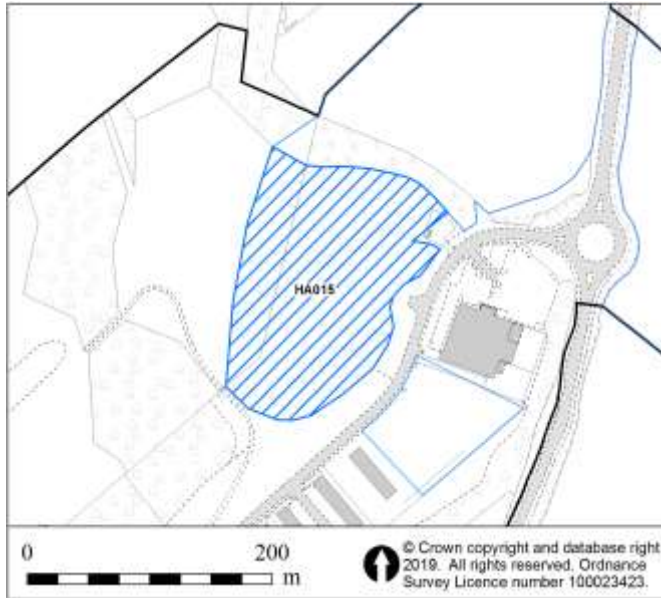 HA015
0 200
m
© Crown copyright and database right
2019. All rights reserved. Ordnance
Survey Licence number 100023423.